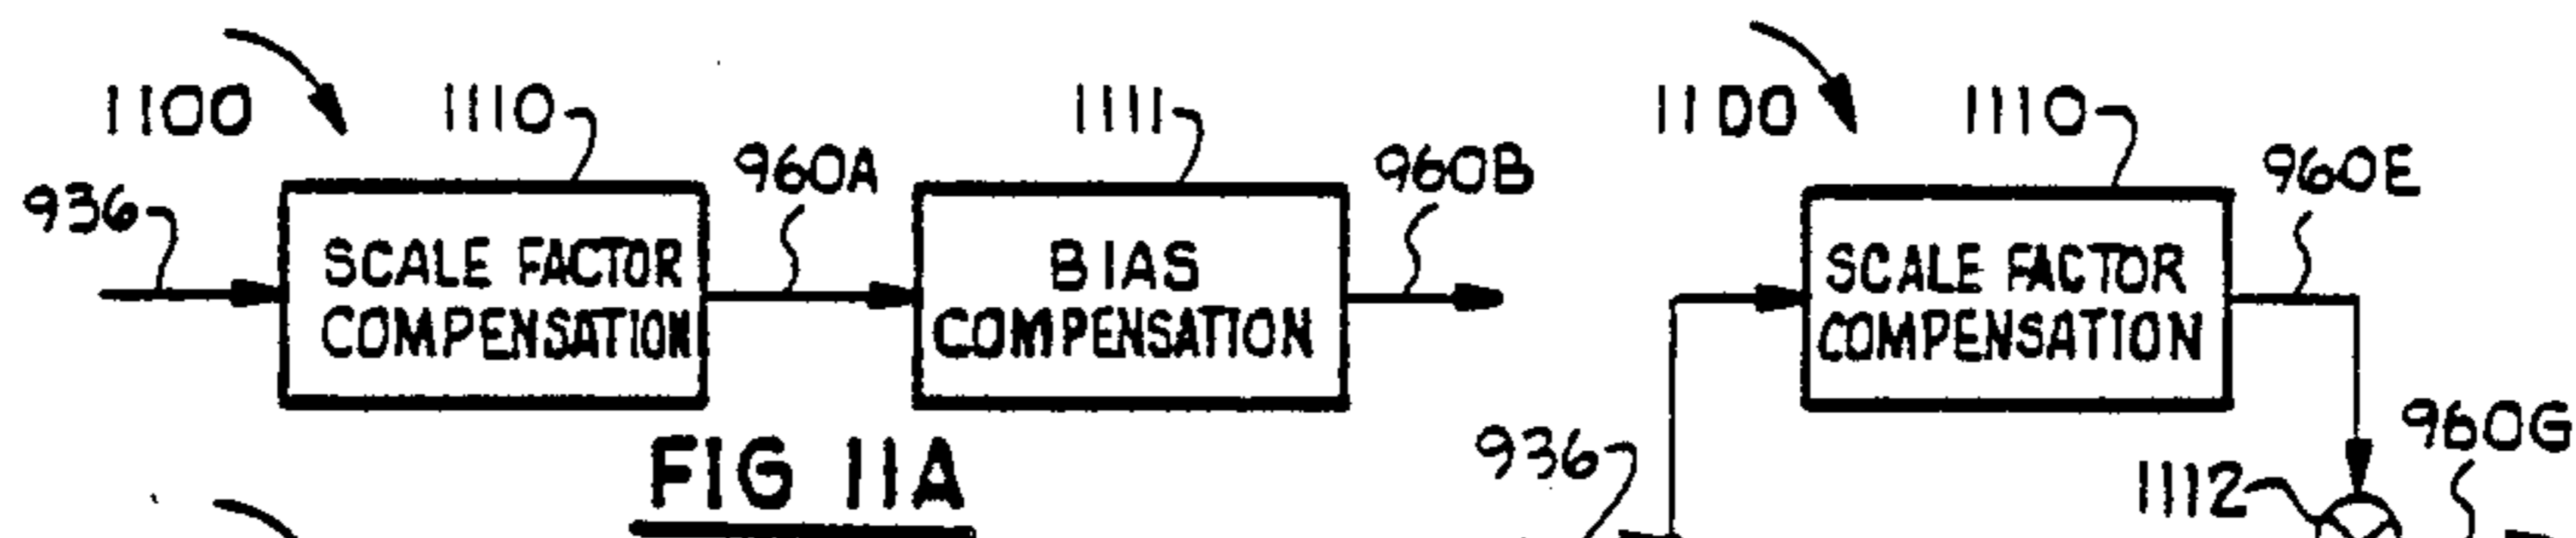 1100
1110
1111
936
960A
960B
SCALE FACTOR
COMPENSATION
BIAS
COMPENSATION
FIG 11A
11D0
1110
960E
SCALE FACTOR
COMPENSATION
936
1112
960G